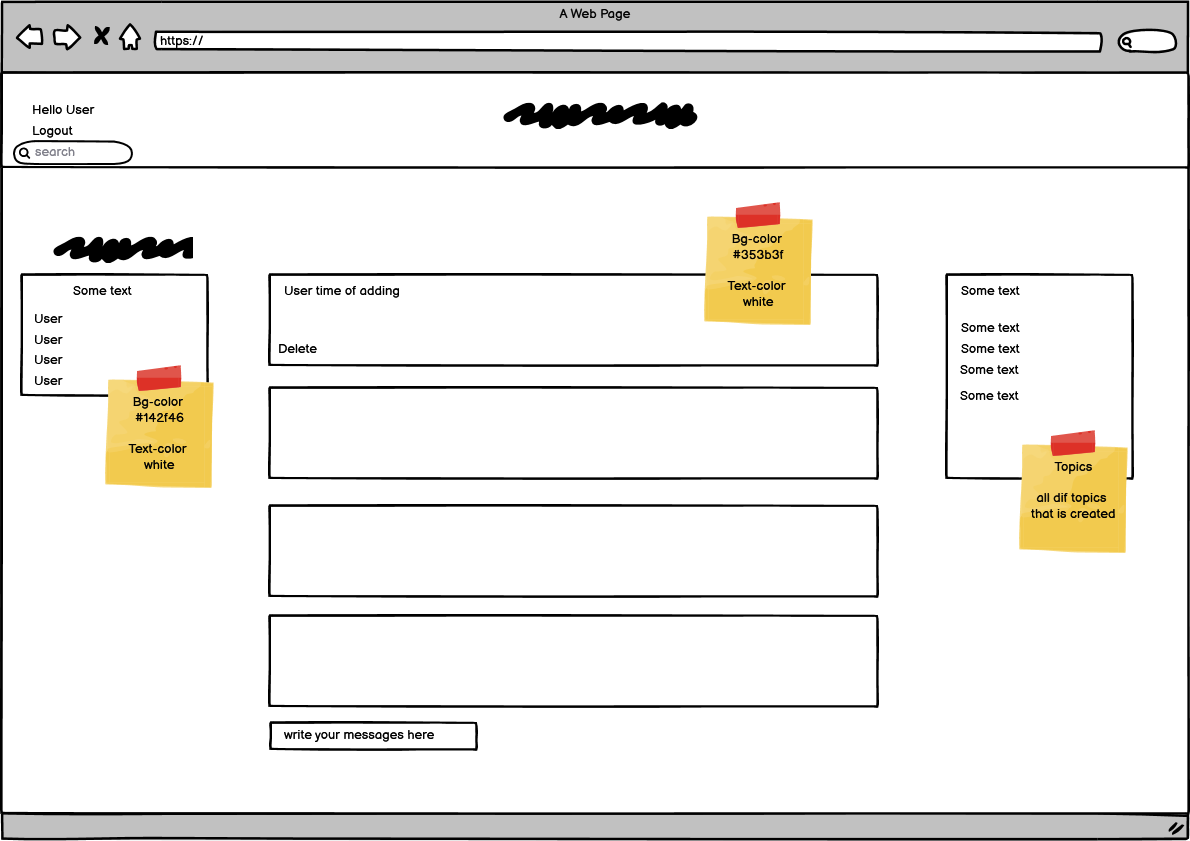 A Web Page
https://
Hello User
Logout
search
Some text
User
User
User
User
Bg-color
#142f46
Text-color
white
User time of adding
Delete
Bg-color
#353b3f
Text-color
white
write your messages here
Some text
Some text
Some text
Some text
Some text
Topics
all dif topics
that is created